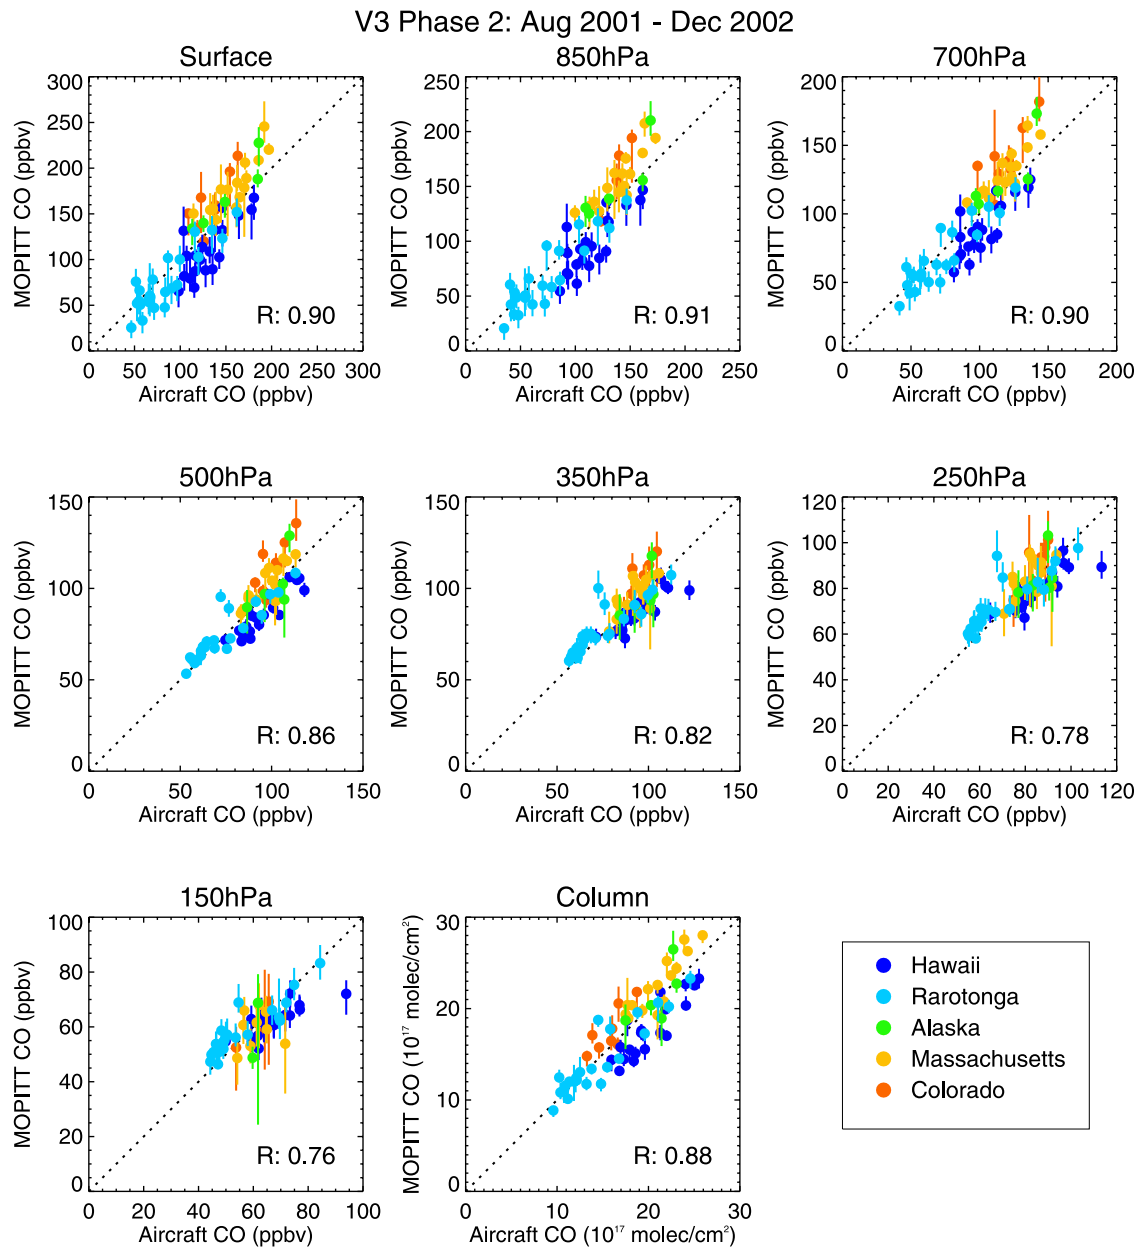 V3 Phase 2: Aug 2001 - Dec 2002
Surface
MOPITT CO (ppbv)
300
250
200
150
100
50
0
R: 0.90
0 50 100 150 200 250 300
Aircraft CO (ppbv)
850hPa
MOPITT CO (ppbv)
250
200
150
100
50
0
R: 0.91
0 50 100 150 200 250
Aircraft CO (ppbv)
700hPa
MOPITT CO (ppbv)
200
150
100
50
0
R: 0.90
0 50 100 150 200
Aircraft CO (ppbv)
500hPa
MOPITT CO (ppbv)
150
100
50
0
R: 0.86
0 50 100 150
Aircraft CO (ppbv)
350hPa
MOPITT CO (ppbv)
150
100
50
0
R: 0.82
0 50 100 150
Aircraft CO (ppbv)
250hPa
MOPITT CO (ppbv)
120
100
80
60
40
20
0
R: 0.78
0 20 40 60 80 100 120
Aircraft CO (ppbv)
150hPa
MOPITT CO (ppbv)
100
80
60
40
20
0
R: 0.76
0 20 40 60 80 100
Aircraft CO (ppbv)
Column
MOPITT CO (10¹⁷ molec/cm²)
30
20
10
0
R: 0.88
0 10 20 30
Aircraft CO (10¹⁷ molec/cm²)
Hawaii
Rarotonga
Alaska
Massachusetts
Colorado